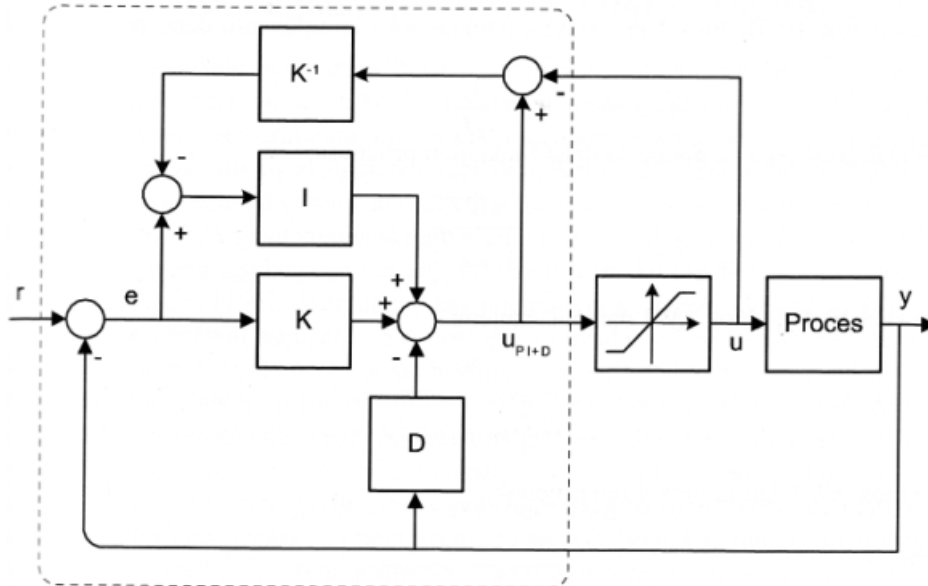 K⁻¹
-
+
-
+
I
r
e
+
+
K
-
-
u_PI+D
u
Proces
y
D